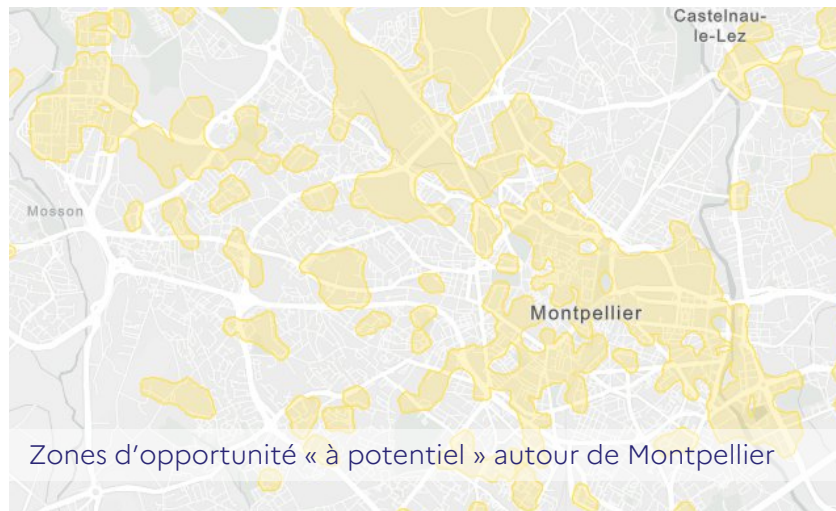 Castelnau-
le-Lez
Mosson
Montpellier
Zones d'opportunité « à potentiel » autour de Montpellier